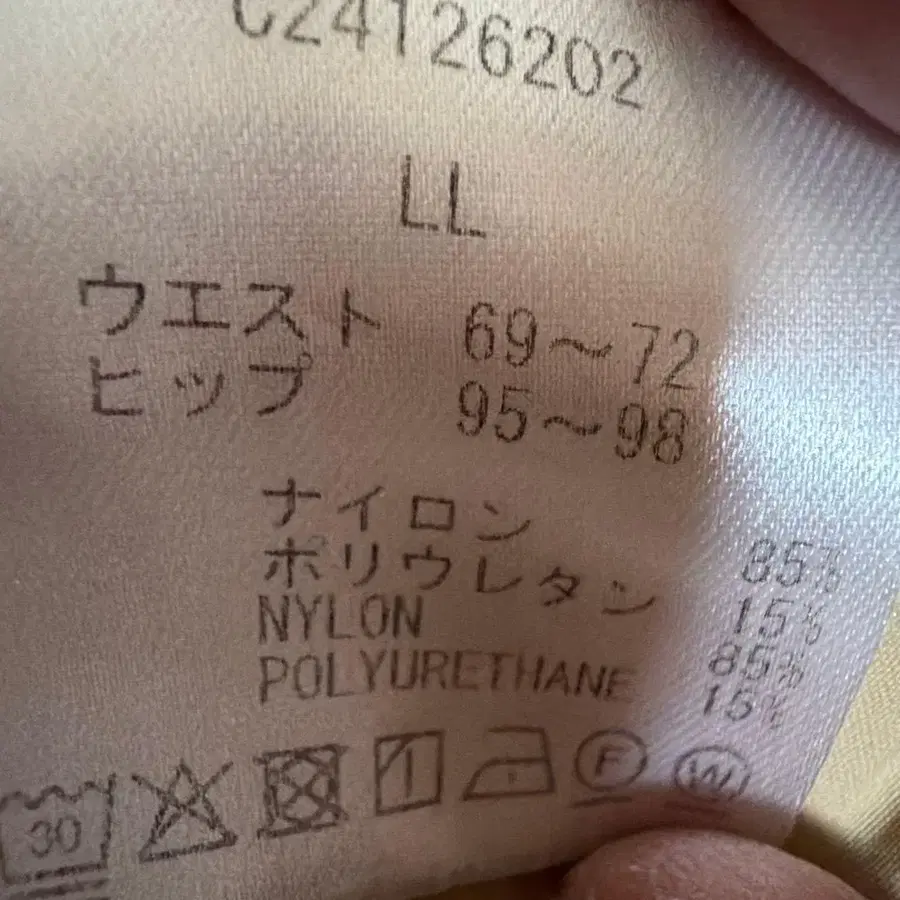 C24126202
LL
ウエスト 69〜72
ヒップ 95〜98
ナイロン 85%
ポリウレタン 15%
NYLON 85%
POLYURETHANE 15%
30
F
W